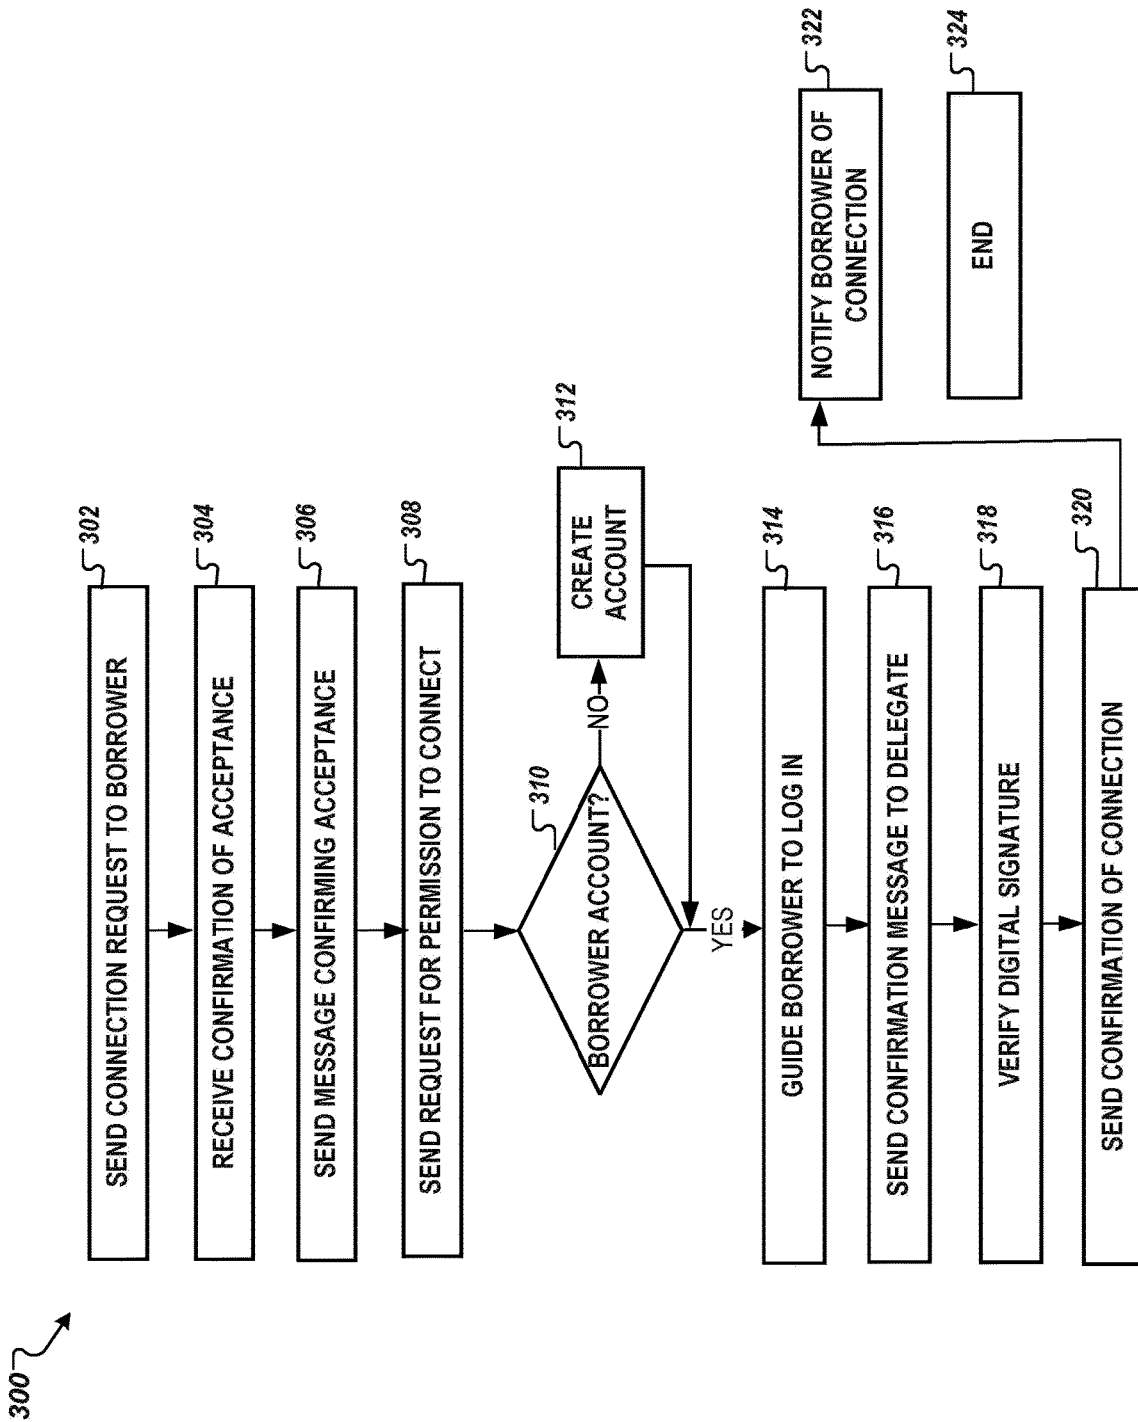 300
302
SEND CONNECTION REQUEST TO BORROWER
304
RECEIVE CONFIRMATION OF ACCEPTANCE
306
SEND MESSAGE CONFIRMING ACCEPTANCE
308
SEND REQUEST FOR PERMISSION TO CONNECT
310
BORROWER ACCOUNT?
NO
312
CREATE
ACCOUNT
YES
314
GUIDE BORROWER TO LOG IN
316
SEND CONFIRMATION MESSAGE TO DELEGATE
318
VERIFY DIGITAL SIGNATURE
320
SEND CONFIRMATION OF CONNECTION
322
NOTIFY BORROWER OF
CONNECTION
324
END